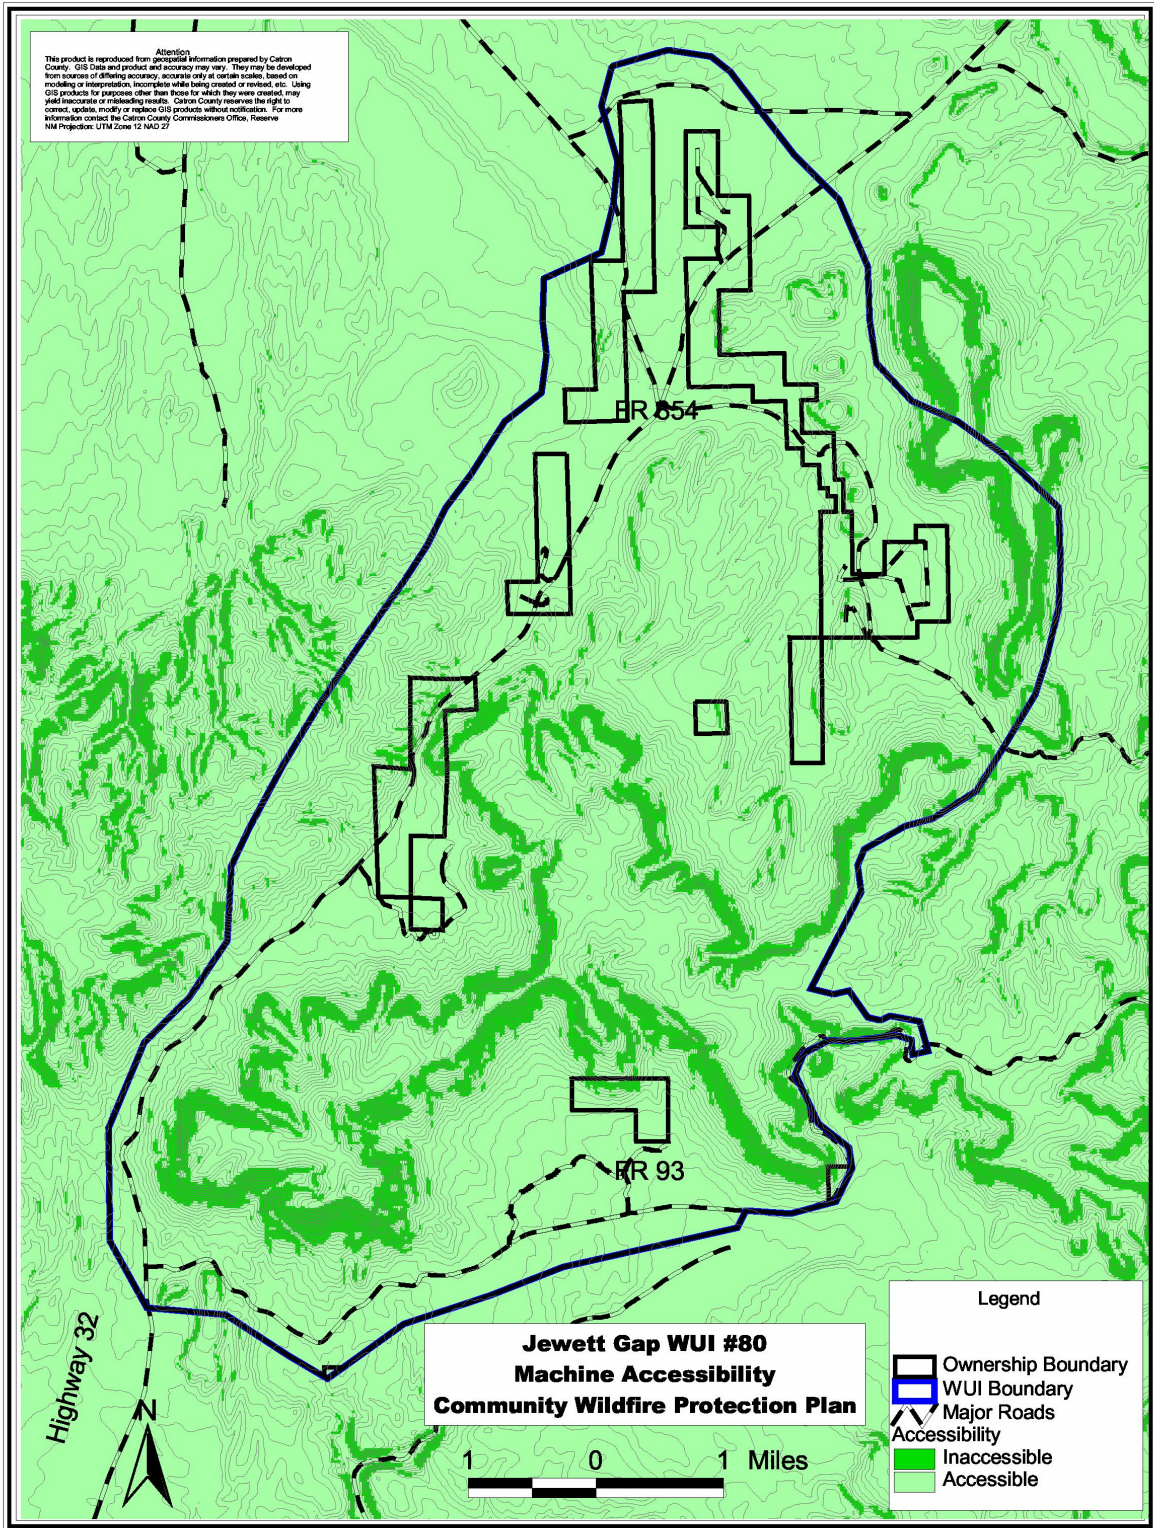 Attention
This product is reproduced from geospatial information prepared by Catron
County. GIS Data and product and accuracy may vary. They may be developed
from sources of differing accuracy, accurate only at certain scales, based on
modeling or interpretation, incomplete while being created or revised, etc. Using
GIS products for purposes other than those for which they were created, may
yield inaccurate or misleading results. Catron County reserves the right to
correct, update, modify or replace GIS products without notification. For more
information contact the Catron County Commissioners Office, Reserve
NM Projection: UTM Zone 12 NAD 27
FR 854
FR 93
Highway 32
N
Jewett Gap WUI #80
Machine Accessibility
Community Wildfire Protection Plan
1 0 1 Miles
Legend
Ownership Boundary
WUI Boundary
Major Roads
Accessibility
Inaccessible
Accessible